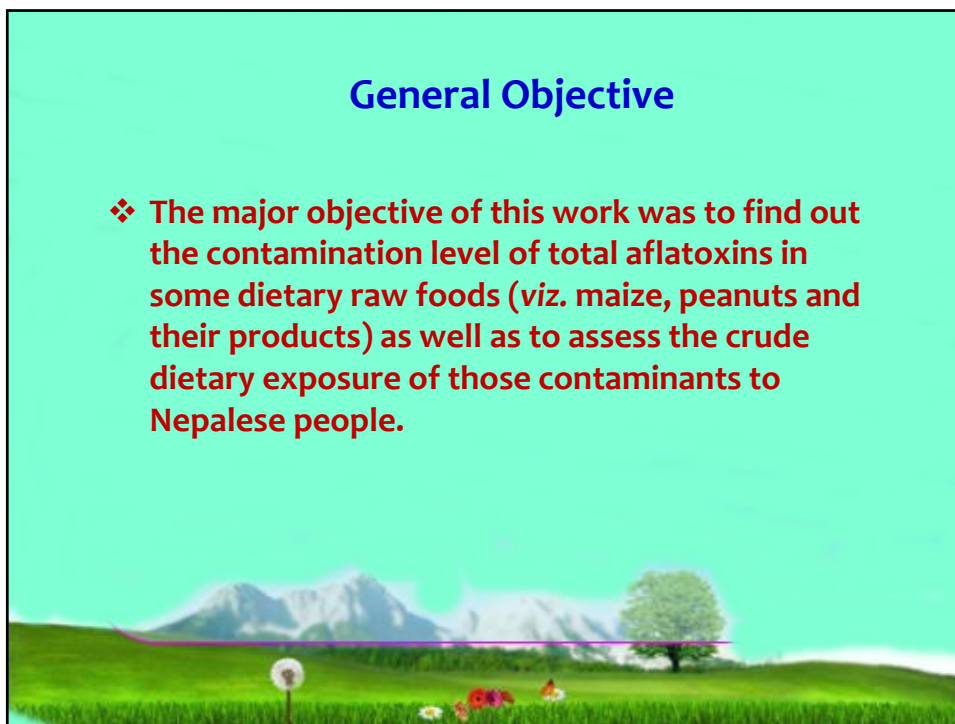 General Objective
❖ The major objective of this work was to find out
the contamination level of total aflatoxins in
some dietary raw foods (viz. maize, peanuts and
their products) as well as to assess the crude
dietary exposure of those contaminants to
Nepalese people.